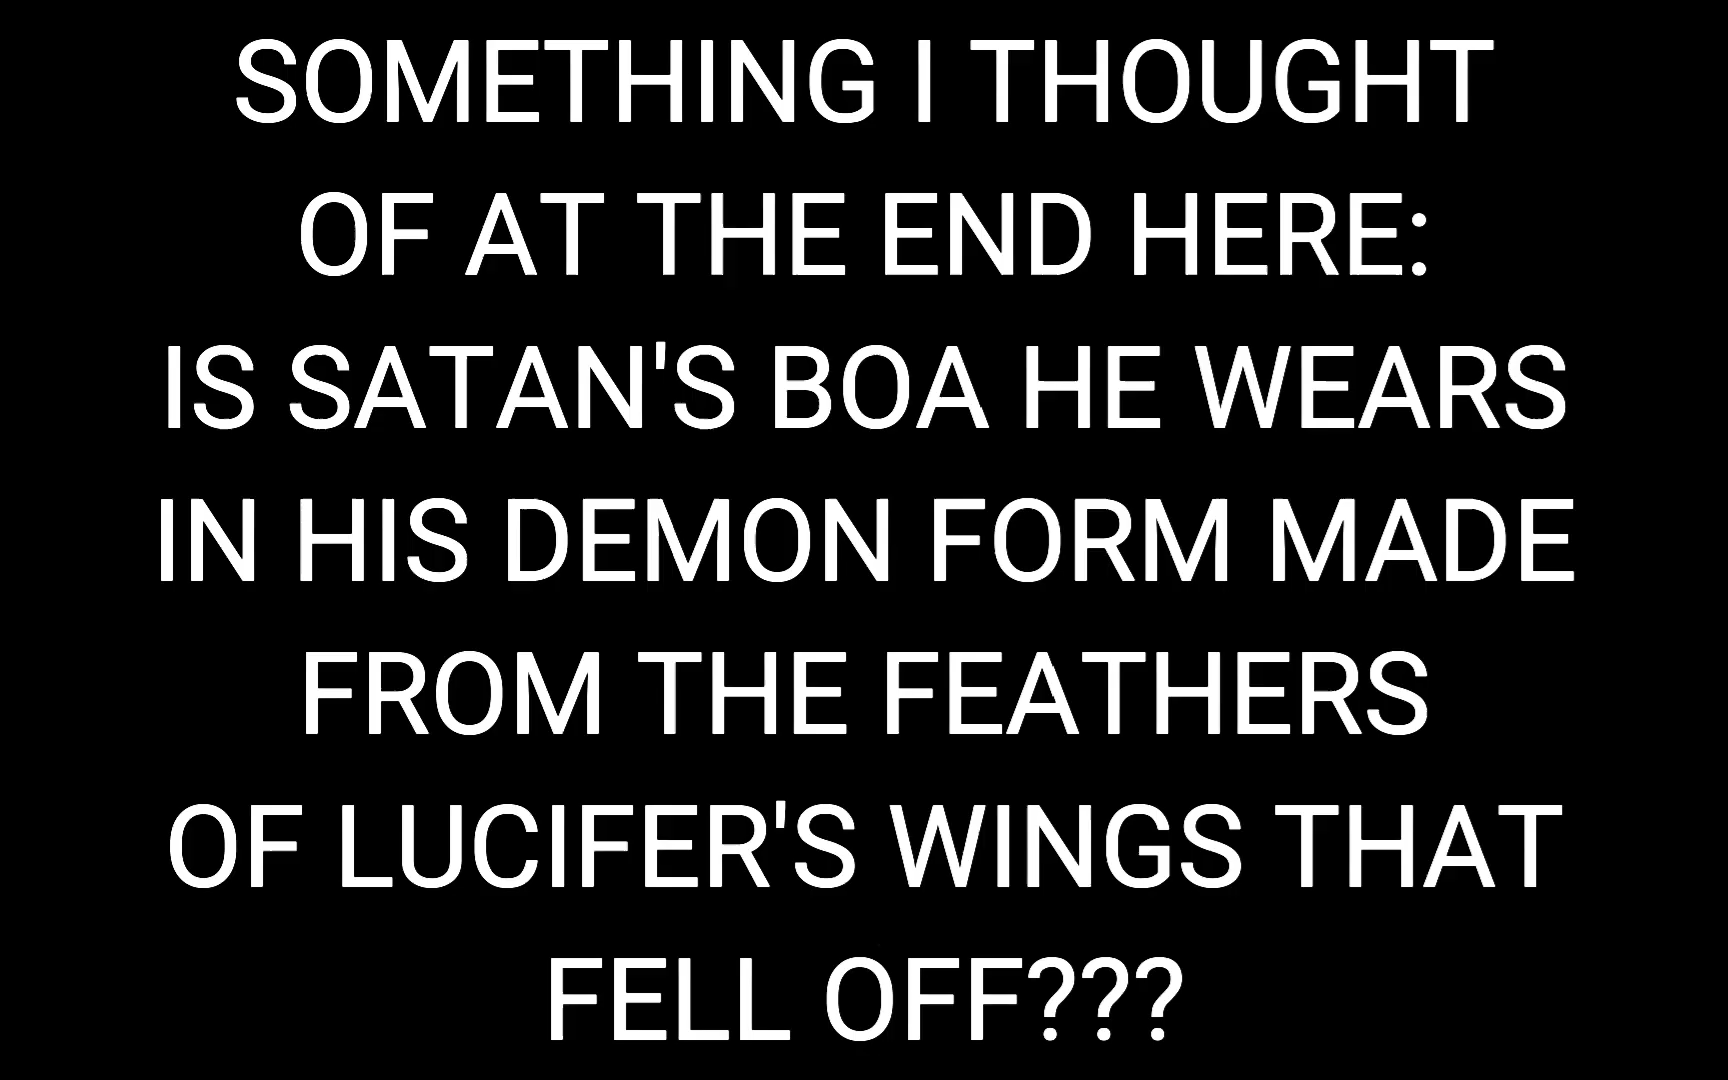 SOMETHING I THOUGHT
OF AT THE END HERE:
IS SATAN'S BOA HE WEARS
IN HIS DEMON FORM MADE
FROM THE FEATHERS
OF LUCIFER'S WINGS THAT
FELL OFF???